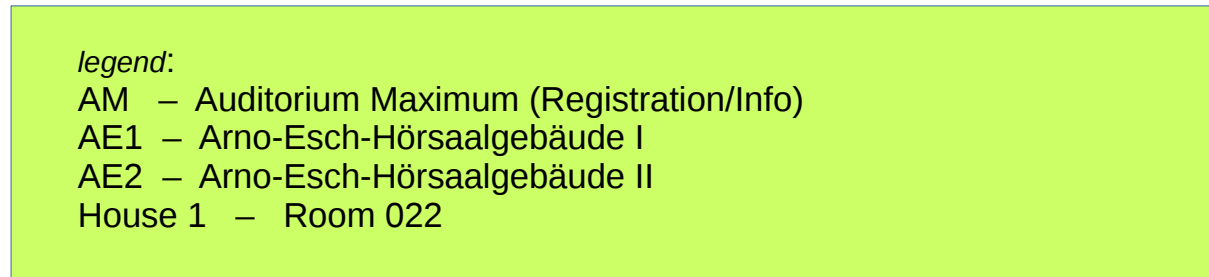 legend:
AM – Auditorium Maximum (Registration/Info)
AE1 – Arno-Esch-Hörsaalgebäude I
AE2 – Arno-Esch-Hörsaalgebäude II
House 1 – Room 022